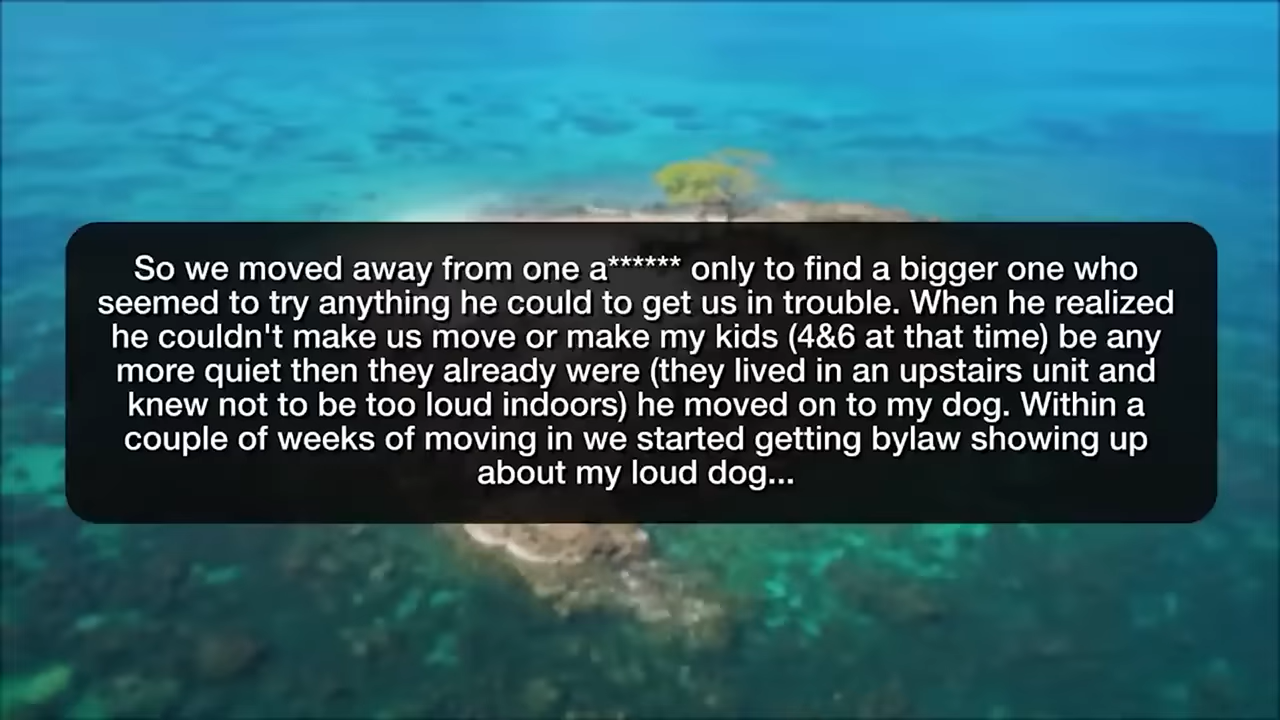 So we moved away from one a****** only to find a bigger one who
seemed to try anything he could to get us in trouble. When he realized
he couldn't make us move or make my kids (4&6 at that time) be any
more quiet then they already were (they lived in an upstairs unit and
knew not to be too loud indoors) he moved on to my dog. Within a
couple of weeks of moving in we started getting bylaw showing up
about my loud dog...